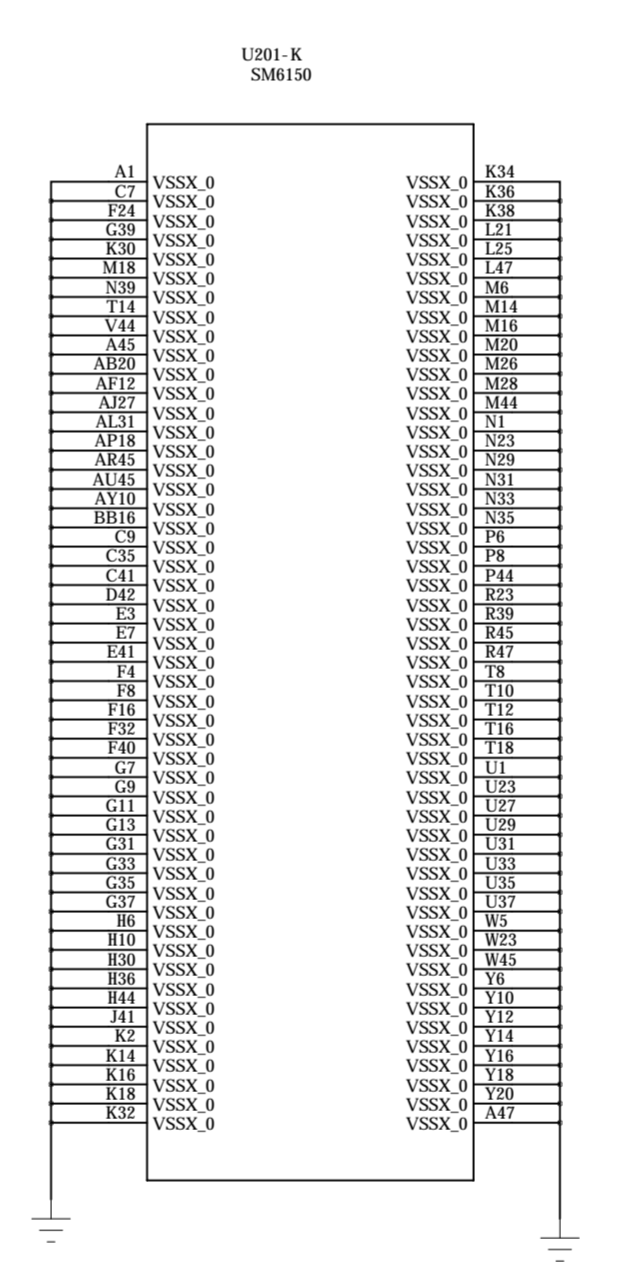 U201-K
SM6150
A1 VSSX_0 VSSX_0 K34
C7 VSSX_0 VSSX_0 K36
F24 VSSX_0 VSSX_0 K38
G39 VSSX_0 VSSX_0 L21
K30 VSSX_0 VSSX_0 L25
M18 VSSX_0 VSSX_0 L47
N39 VSSX_0 VSSX_0 M6
T14 VSSX_0 VSSX_0 M14
V44 VSSX_0 VSSX_0 M16
A45 VSSX_0 VSSX_0 M20
AB20 VSSX_0 VSSX_0 M26
AF12 VSSX_0 VSSX_0 M28
AJ27 VSSX_0 VSSX_0 M44
AL31 VSSX_0 VSSX_0 N1
AP18 VSSX_0 VSSX_0 N23
AR45 VSSX_0 VSSX_0 N29
AU45 VSSX_0 VSSX_0 N31
AY10 VSSX_0 VSSX_0 N33
BB16 VSSX_0 VSSX_0 N35
C9 VSSX_0 VSSX_0 P6
C35 VSSX_0 VSSX_0 P8
C41 VSSX_0 VSSX_0 P44
D42 VSSX_0 VSSX_0 R23
E3 VSSX_0 VSSX_0 R39
E7 VSSX_0 VSSX_0 R45
E41 VSSX_0 VSSX_0 R47
F4 VSSX_0 VSSX_0 T8
F8 VSSX_0 VSSX_0 T10
F16 VSSX_0 VSSX_0 T12
F32 VSSX_0 VSSX_0 T16
F40 VSSX_0 VSSX_0 T18
G7 VSSX_0 VSSX_0 U1
G9 VSSX_0 VSSX_0 U23
G11 VSSX_0 VSSX_0 U27
G13 VSSX_0 VSSX_0 U29
G31 VSSX_0 VSSX_0 U31
G33 VSSX_0 VSSX_0 U33
G35 VSSX_0 VSSX_0 U35
G37 VSSX_0 VSSX_0 U37
H6 VSSX_0 VSSX_0 W5
H10 VSSX_0 VSSX_0 W23
H30 VSSX_0 VSSX_0 W45
H36 VSSX_0 VSSX_0 Y6
H44 VSSX_0 VSSX_0 Y10
J41 VSSX_0 VSSX_0 Y12
K2 VSSX_0 VSSX_0 Y14
K14 VSSX_0 VSSX_0 Y16
K16 VSSX_0 VSSX_0 Y18
K18 VSSX_0 VSSX_0 Y20
K32 VSSX_0 VSSX_0 A47